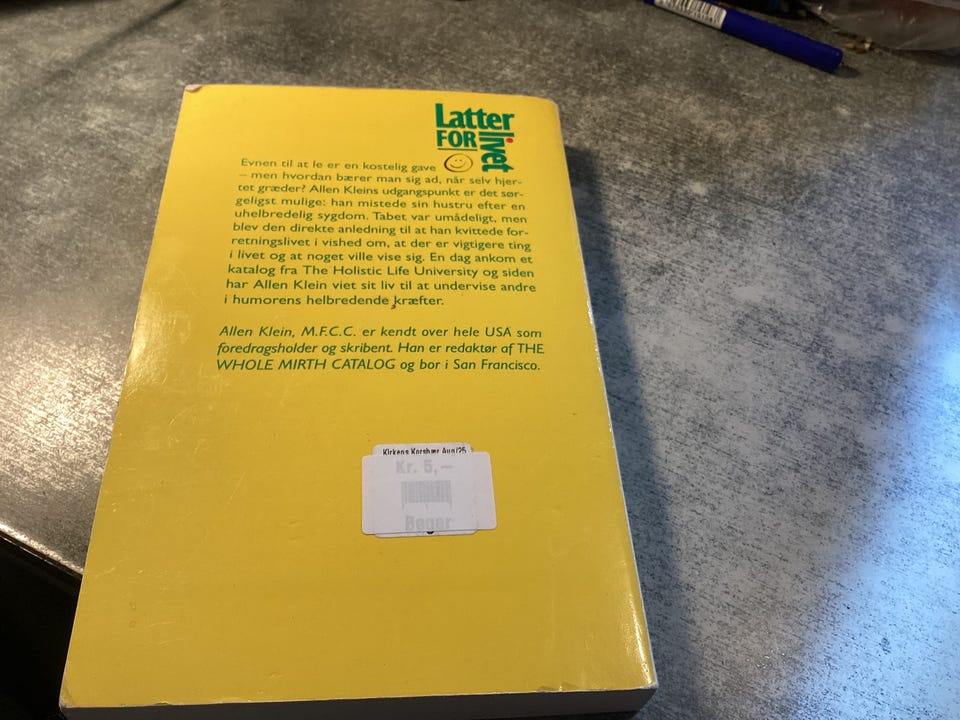 Latter
FOR livet
Evnen til at le er en kostelig gave
– men hvordan bærer man sig ad, når selv hjer-
tet græder? Allen Kleins udgangspunkt er det sør-
geligst mulige: han mistede sin hustru efter en
uhelbredelig sygdom. Tabet var umådeligt, men
blev den direkte anledning til at han kvittede for-
retningslivet i vished om, at der er vigtigere ting
i livet og at noget ville vise sig. En dag ankom et
katalog fra The Holistic Life University og siden
har Allen Klein viet sit liv til at undervise andre
i humorens helbredende kræfter.
Allen Klein, M.F.C.C. er kendt over hele USA som
foredragsholder og skribent. Han er redaktør af THE
WHOLE MIRTH CATALOG og bor i San Francisco.
Kirkens Korshær Aug/25
Kr. 5,–
Bøger